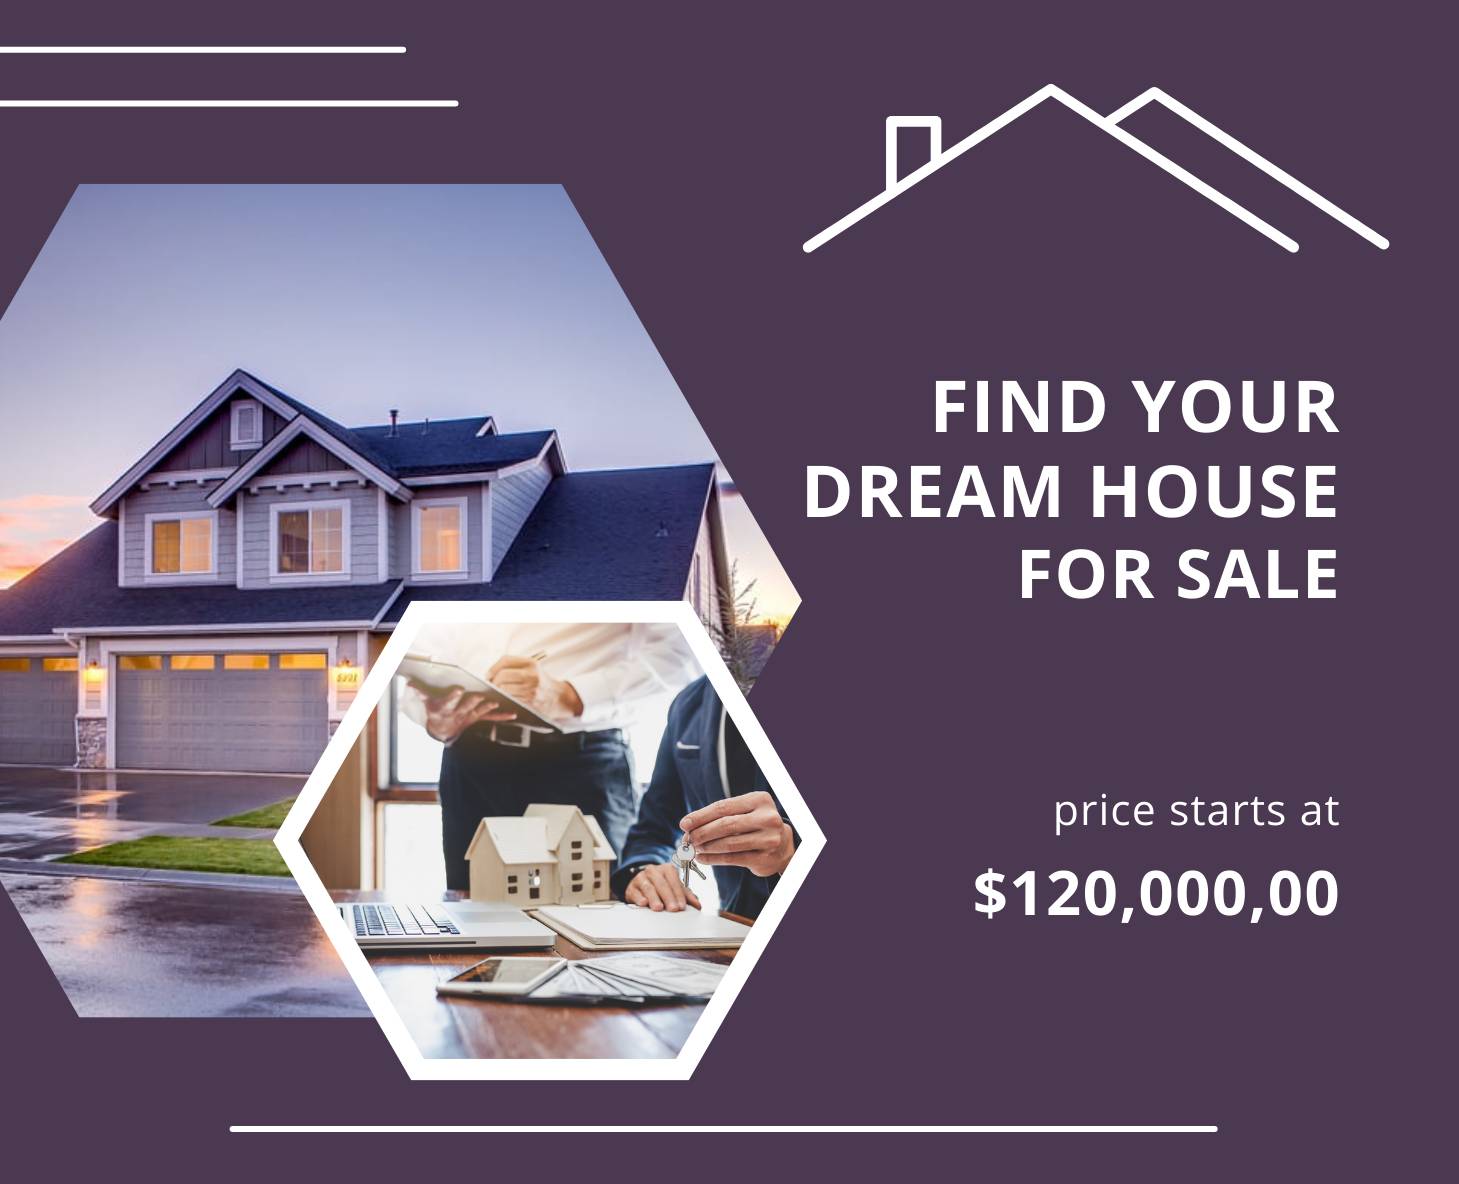 FIND YOUR
DREAM HOUSE
FOR SALE
price starts at
$120,000,00